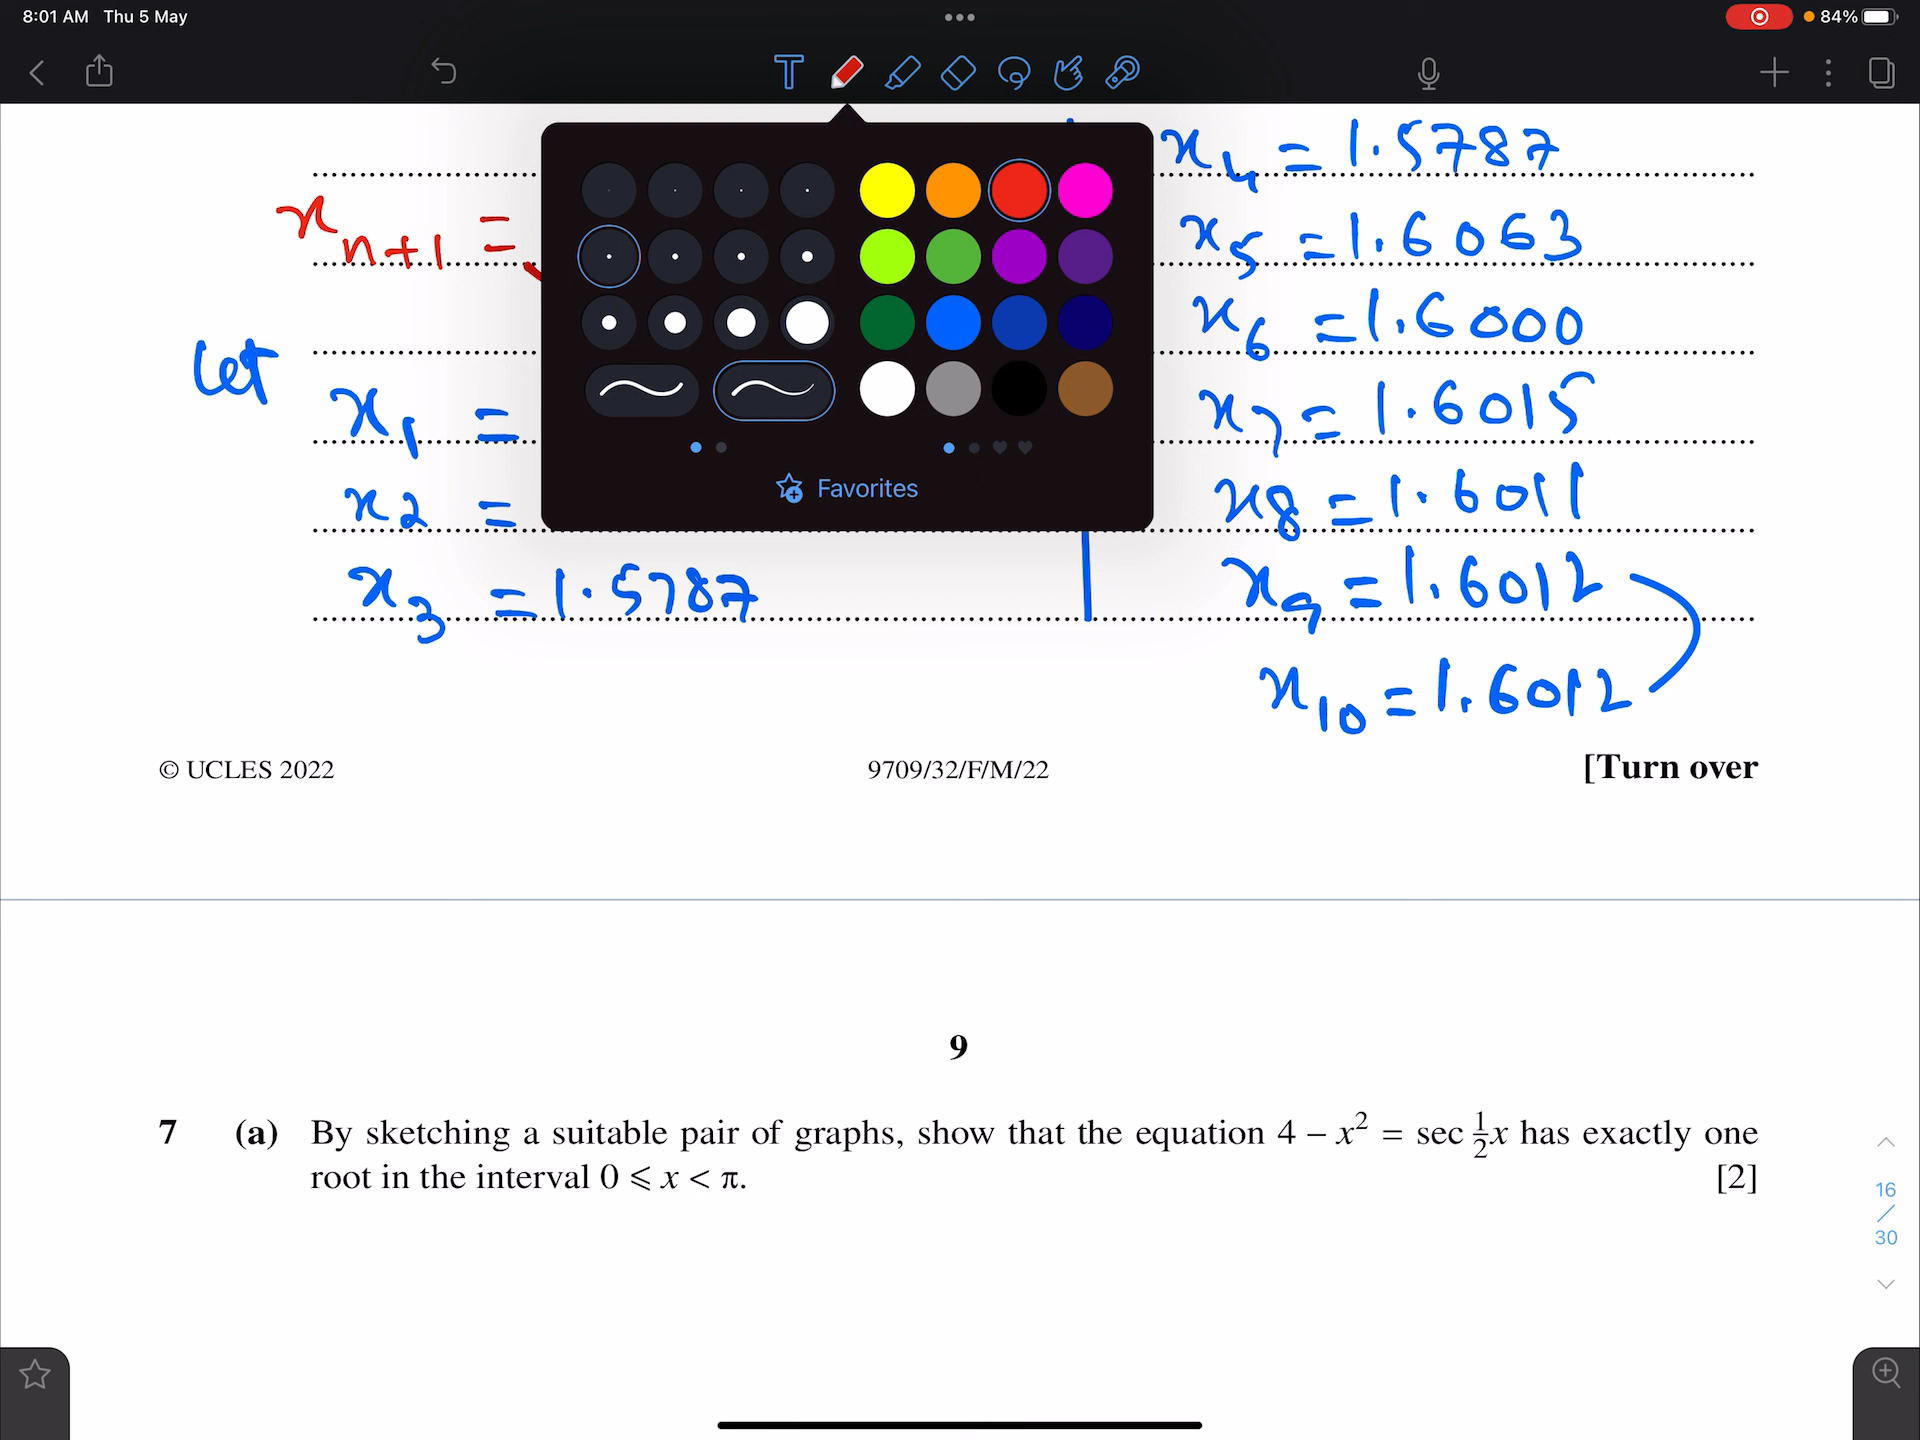 8:01 AM Thu 5 May
84%
T
x₄ = 1.5787
xₙ₊₁ =
x₅ = 1.6063
Let
x₆ = 1.6000
x₁ =
x₇ = 1.6015
x₂ =
Favorites
x₈ = 1.6011
x₃ = 1.5787
x₉ = 1.6012
x₁₀ = 1.6012
© UCLES 2022
9709/32/F/M/22
[Turn over
9
7 (a) By sketching a suitable pair of graphs, show that the equation 4 – x² = sec ½x has exactly one
root in the interval 0 ⩽ x < π. [2]
16
/
30